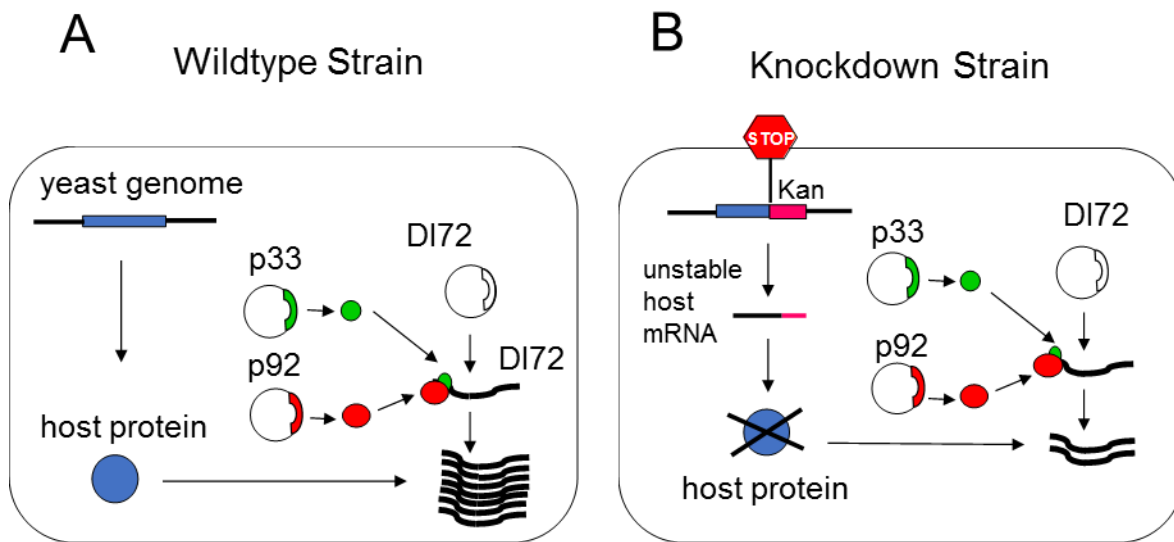 A
Wildtype Strain
yeast genome
p33
DI72
p92
DI72
host protein
B
Knockdown Strain
STOP
Kan
unstable
host
mRNA
p33
DI72
p92
host protein